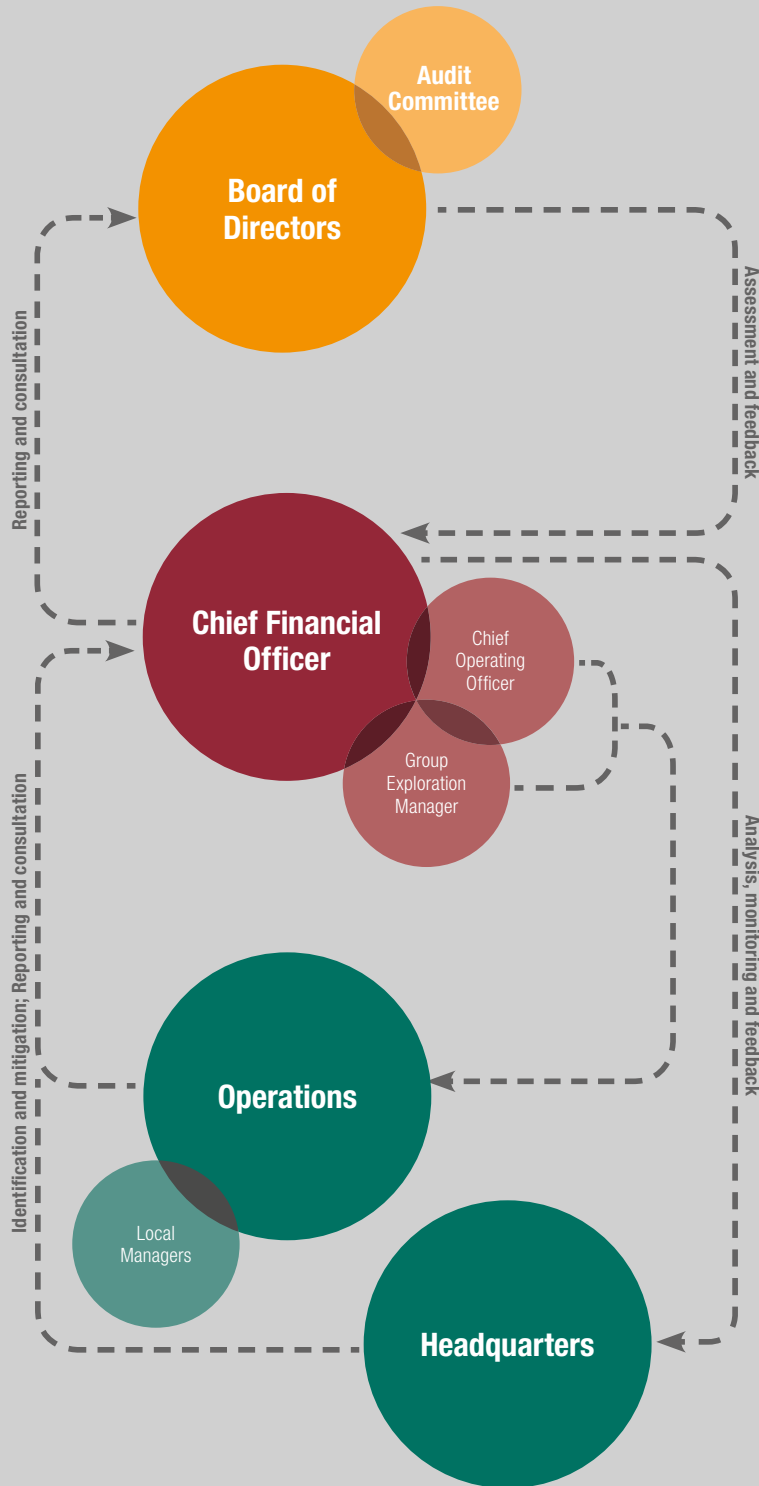 Audit
Committee
Board of
Directors
Reporting and consultation
Assessment and feedback
Chief Financial
Officer
Chief
Operating
Officer
Group
Exploration
Manager
Identification and mitigation; Reporting and consultation
Analysis, monitoring and feedback
Operations
Local
Managers
Headquarters